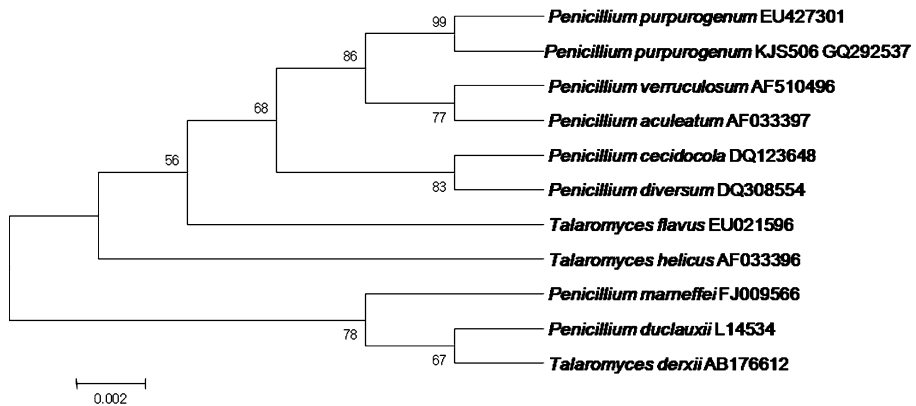 Penicillium purpurogenum EU427301
99
Penicillium purpurogenum KJS506 GQ292537
86
Penicillium verruculosum AF510496
68
77
Penicillium aculeatum AF033397
56
Penicillium cecidocola DQ123648
83
Penicillium diversum DQ308554
Talaromyces flavus EU021596
Talaromyces helicus AF033396
Penicillium marneffei FJ009566
78
Penicillium duclauxii L14534
67
Talaromyces derxii AB176612
0.002